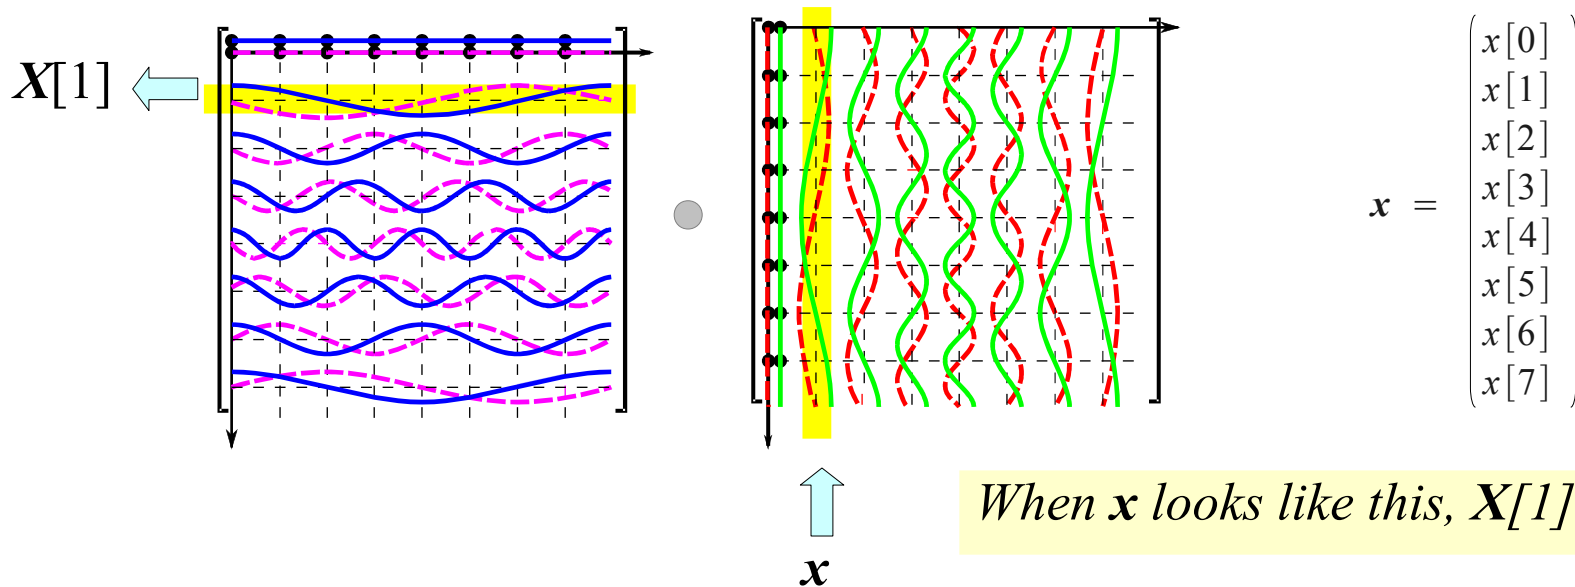 X[1]
x =
x[0]
x[1]
x[2]
x[3]
x[4]
x[5]
x[6]
x[7]
When x looks like this, X[1]
x